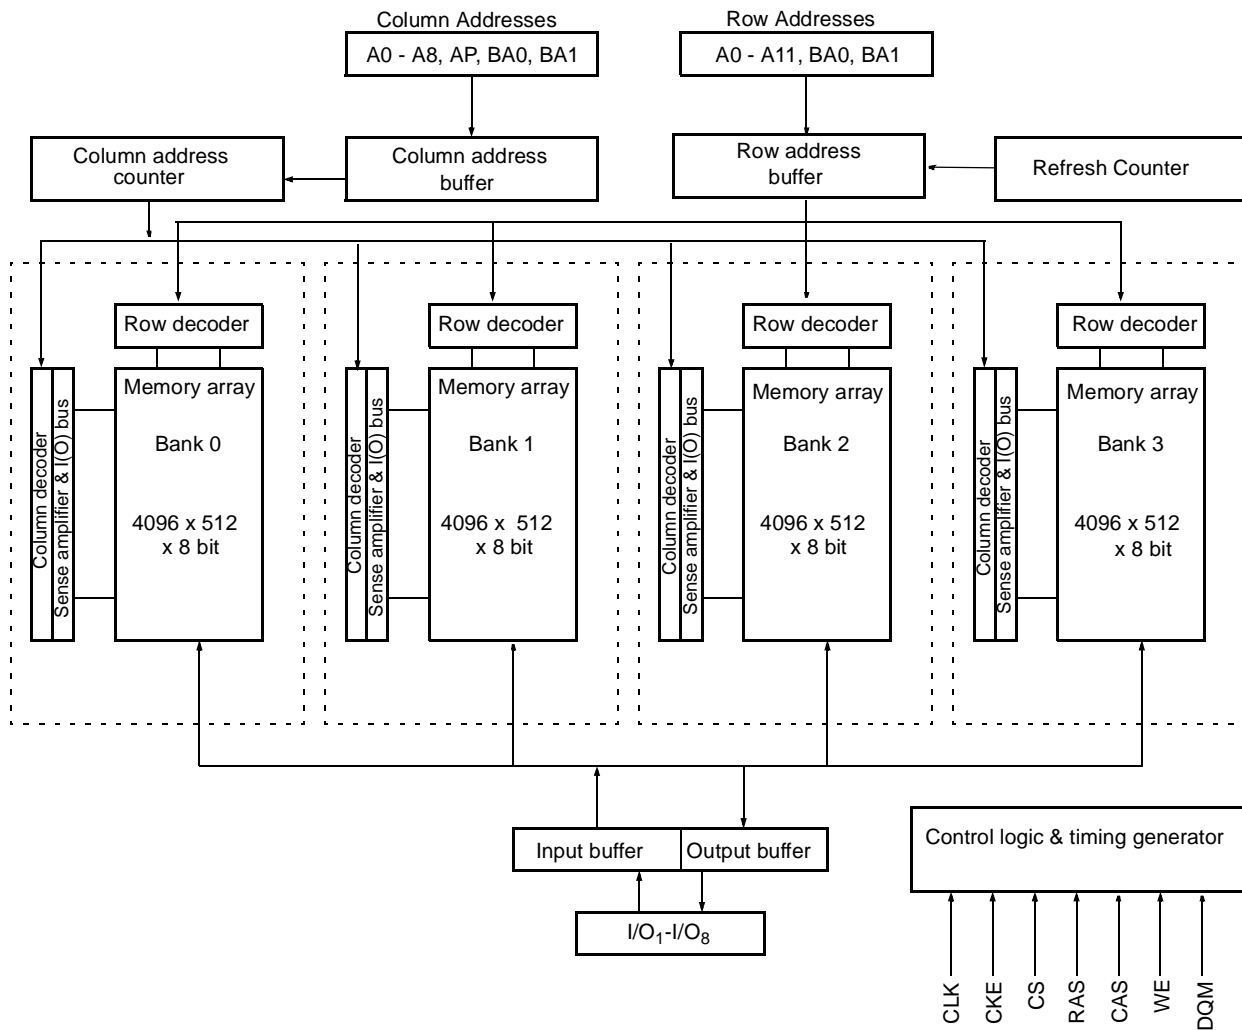 Column Addresses
Row Addresses
A0 - A8, AP, BA0, BA1
A0 - A11, BA0, BA1
Column address
counter
Column address
buffer
Row address
buffer
Refresh Counter
Row decoder
Row decoder
Row decoder
Row decoder
Column decoder
Sense amplifier & I(O) bus
Memory array
Bank 0
4096 x 512
x 8 bit
Column decoder
Sense amplifier & I(O) bus
Memory array
Bank 1
4096 x 512
x 8 bit
Column decoder
Sense amplifier & I(O) bus
Memory array
Bank 2
4096 x 512
x 8 bit
Column decoder
Sense amplifier & I(O) bus
Memory array
Bank 3
4096 x 512
x 8 bit
Input buffer
Output buffer
I/O1-I/O8
Control logic & timing generator
CLK
CKE
CS
RAS
CAS
WE
DQM